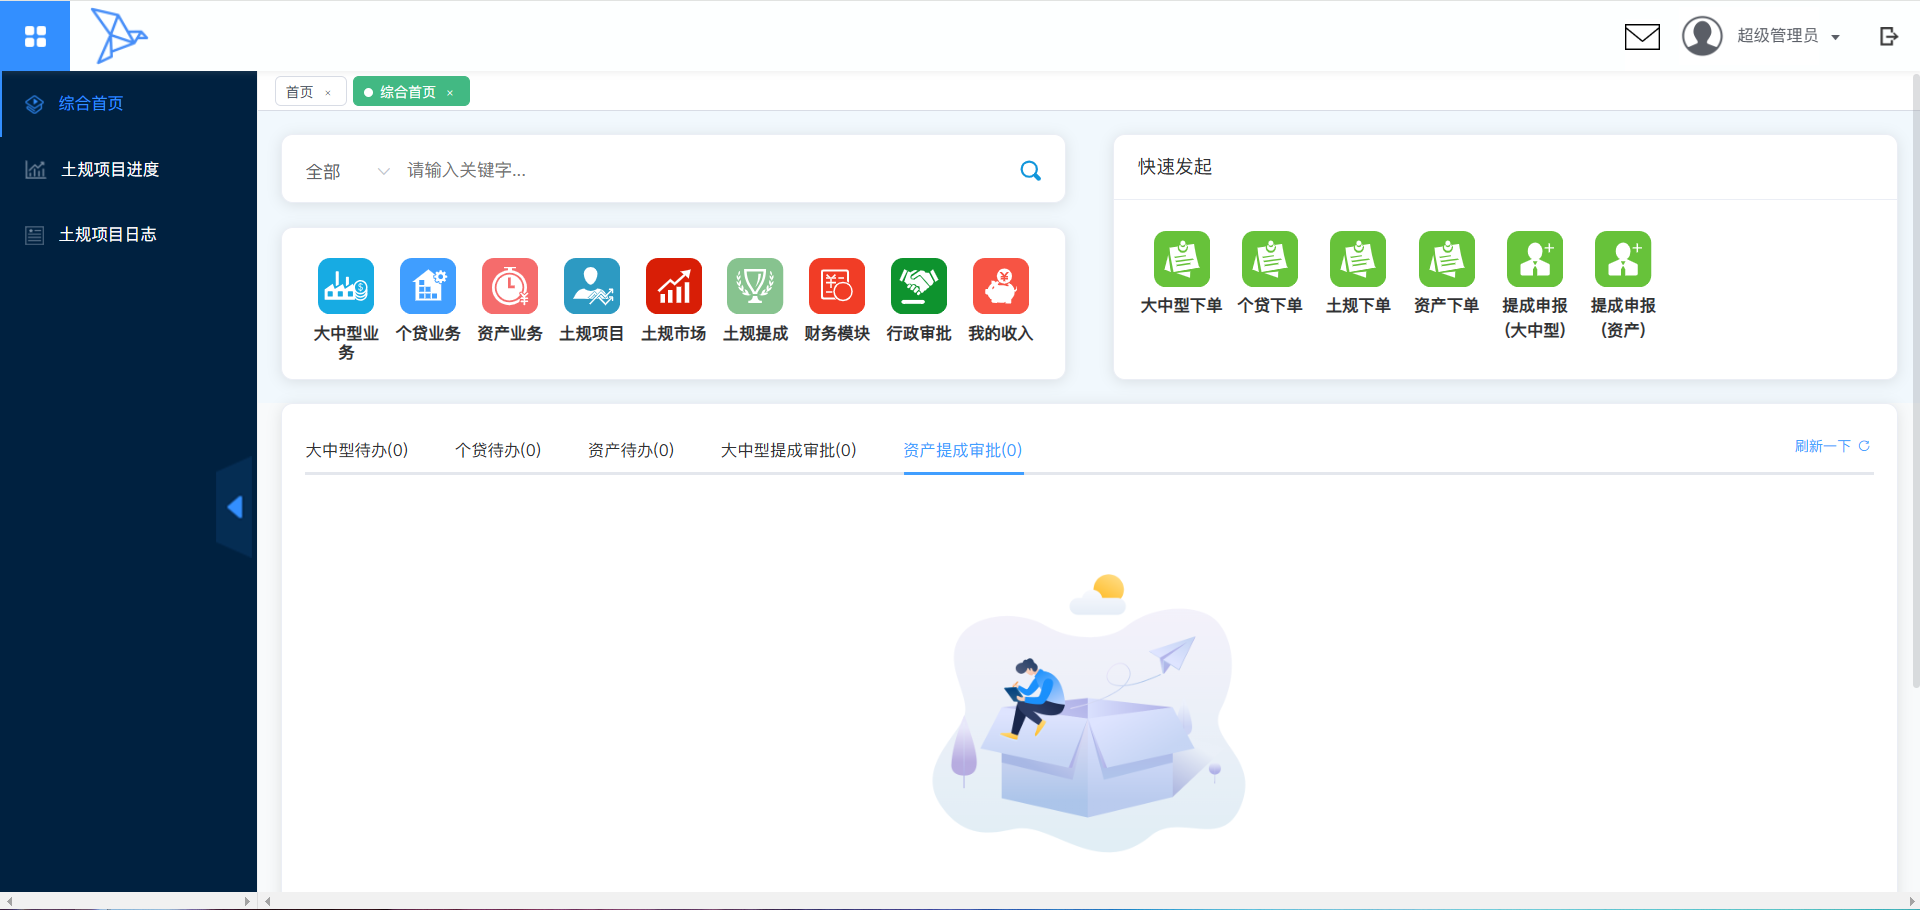 超级管理员
综合首页
土规项目进度
土规项目日志
首页 ×
综合首页 ×
全部 请输入关键字...
大中型业务
个贷业务
资产业务
土规项目
土规市场
土规提成
财务模块
行政审批
我的收入
快速发起
大中型下单
个贷下单
土规下单
资产下单
提成申报
(大中型)
提成申报
(资产)
大中型待办(0) 个贷待办(0) 资产待办(0) 大中型提成审批(0) 资产提成审批(0) 刷新一下